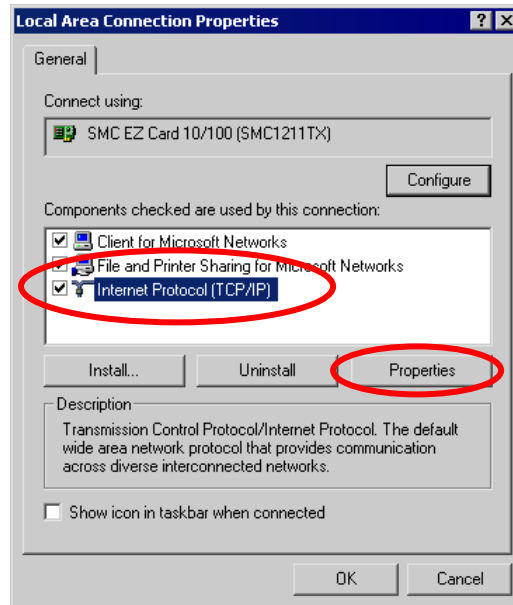 Local Area Connection Properties
General
Connect using:
SMC EZ Card 10/100 (SMC1211TX)
Configure
Components checked are used by this connection:
Client for Microsoft Networks
File and Printer Sharing for Microsoft Networks
Internet Protocol (TCP/IP)
Install... Uninstall Properties
Description
Transmission Control Protocol/Internet Protocol. The default
wide area network protocol that provides communication
across diverse interconnected networks.
Show icon in taskbar when connected
OK Cancel